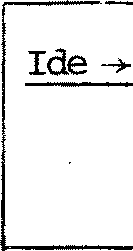 Ide →